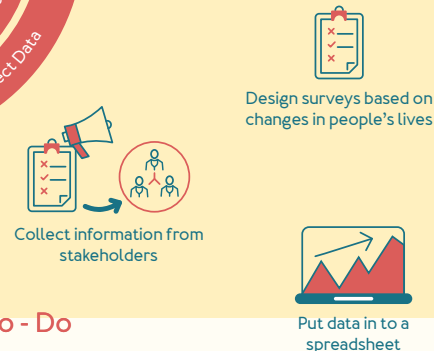 ect Data
Design surveys based on
changes in people's lives
Collect information from
stakeholders
o - Do
Put data in to a
spreadsheet